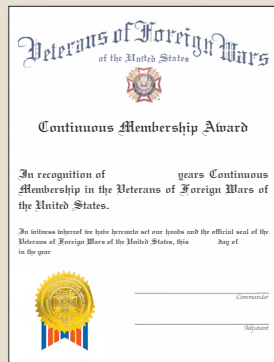 Veterans of Foreign Wars
of the United States
Continuous Membership Award
In recognition of years Continuous
Membership in the Veterans of Foreign Wars of
the United States.
In witness whereof we have hereunto set our hands and the official seal of the
Veterans of Foreign Wars of the United States, this day of
in the year
Commander
Adjutant